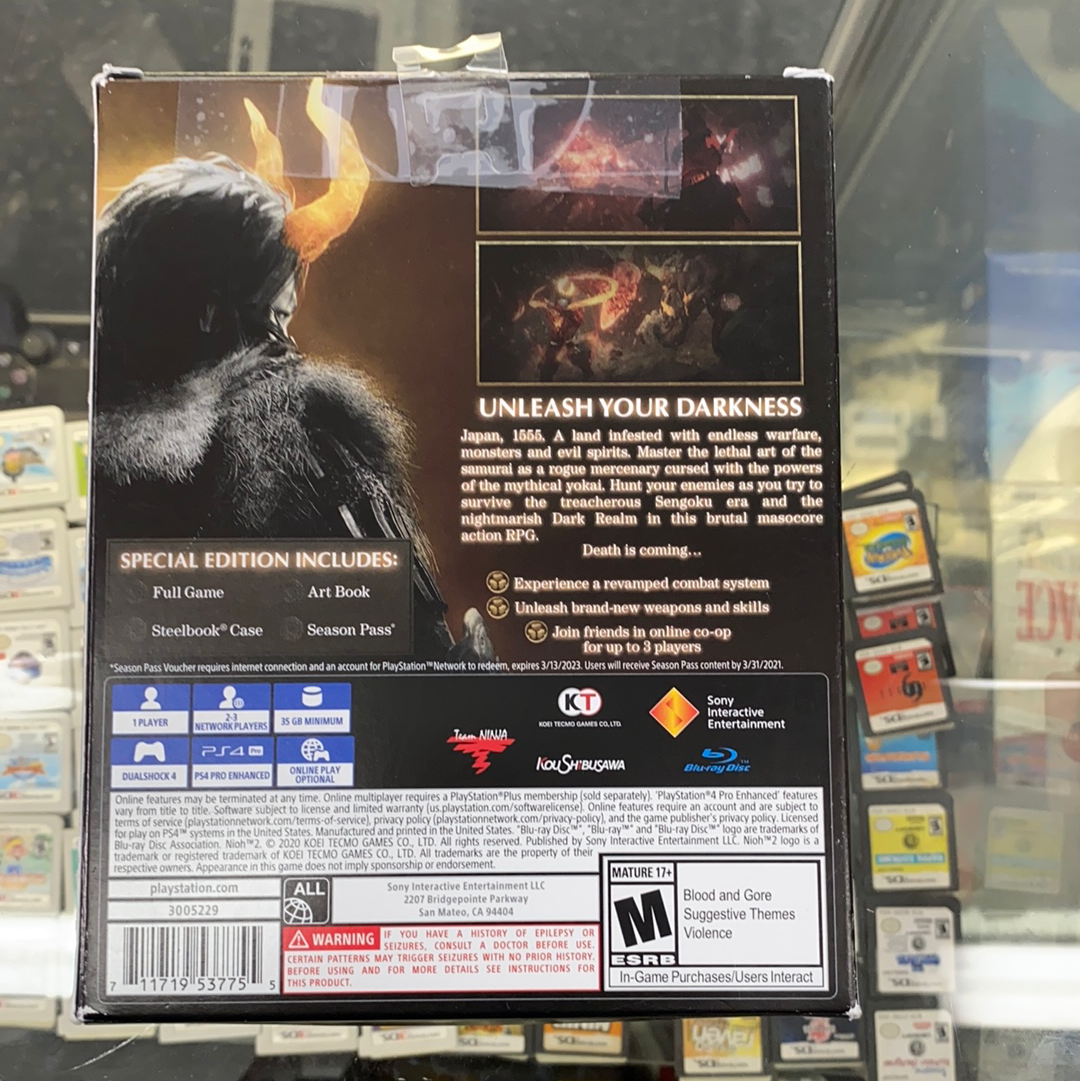 UNLEASH YOUR DARKNESS
Japan, 1555. A land infested with endless warfare,
monsters and evil spirits. Master the lethal art of the
samurai as a rogue mercenary cursed with the powers
of the mythical yokai. Hunt your enemies as you try to
survive the treacherous Sengoku era and the
nightmarish Dark Realm in this brutal masocore
action RPG.
Death is coming...
Experience a revamped combat system
Unleash brand-new weapons and skills
Join friends in online co-op
for up to 3 players
SPECIAL EDITION INCLUDES:
Full Game
Art Book
Steelbook® Case
Season Pass*
*Season Pass Voucher requires internet connection and an account for PlayStation™Network to redeem, expires 3/13/2023. Users will receive Season Pass content by 3/31/2021.
1 PLAYER
2-3
NETWORK PLAYERS
35 GB MINIMUM
DUALSHOCK 4
PS4 Pro
PS4 PRO ENHANCED
ONLINE PLAY
OPTIONAL
Team NINJA
KT
KOEI TECMO GAMES CO., LTD.
KOU SHIBUSAWA
Sony
Interactive
Entertainment
Blu-ray Disc™
Online features may be terminated at any time. Online multiplayer requires a PlayStation®Plus membership (sold separately). 'PlayStation®4 Pro Enhanced' features
vary from title to title. Software subject to license and limited warranty (us.playstation.com/softwarelicense). Online features require an account and are subject to
terms of service (playstationnetwork.com/terms-of-service), privacy policy (playstationnetwork.com/privacy-policy), and the game publisher's privacy policy. Licensed
for play on PS4™ systems in the United States. Manufactured and printed in the United States. "Blu-ray Disc™", "Blu-ray™" and "Blu-ray Disc™" logo are trademarks of
Blu-ray Disc Association. Nioh™2. © 2020 KOEI TECMO GAMES CO., LTD. All rights reserved. Published by Sony Interactive Entertainment LLC. Nioh™2 logo is a
trademark or registered trademark of KOEI TECMO GAMES CO., LTD. All trademarks are the property of their
respective owners. Appearance in this game does not imply sponsorship or endorsement.
playstation.com
3005229
ALL
Sony Interactive Entertainment LLC
2207 Bridgepointe Parkway
San Mateo, CA 94404
WARNING IF YOU HAVE A HISTORY OF EPILEPSY OR
SEIZURES, CONSULT A DOCTOR BEFORE USE.
CERTAIN PATTERNS MAY TRIGGER SEIZURES WITH NO PRIOR HISTORY.
BEFORE USING AND FOR MORE DETAILS SEE INSTRUCTIONS FOR
THIS PRODUCT.
7 11719 53775 5
MATURE 17+
M
ESRB
Blood and Gore
Suggestive Themes
Violence
In-Game Purchases/Users Interact